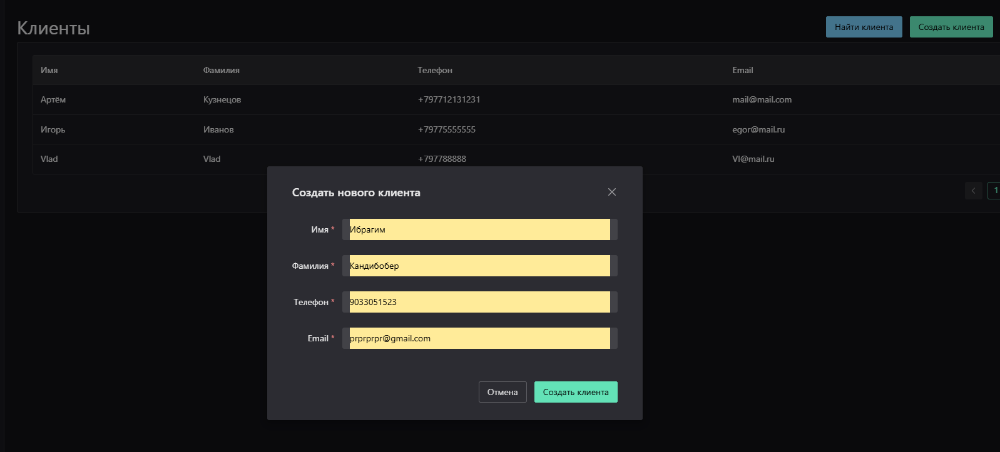 Клиенты
Найти клиента
Создать клиента
Имя Фамилия Телефон Email
Артём Кузнецов +797712131231 mail@mail.com
Игорь Иванов +79775555555 egor@mail.ru
Vlad Vlad +797788888 Vl@mail.ru
1
Создать нового клиента
Имя * Ибрагим
Фамилия * Кандибобер
Телефон * 9033051523
Email * prprprpr@gmail.com
Отмена Создать клиента